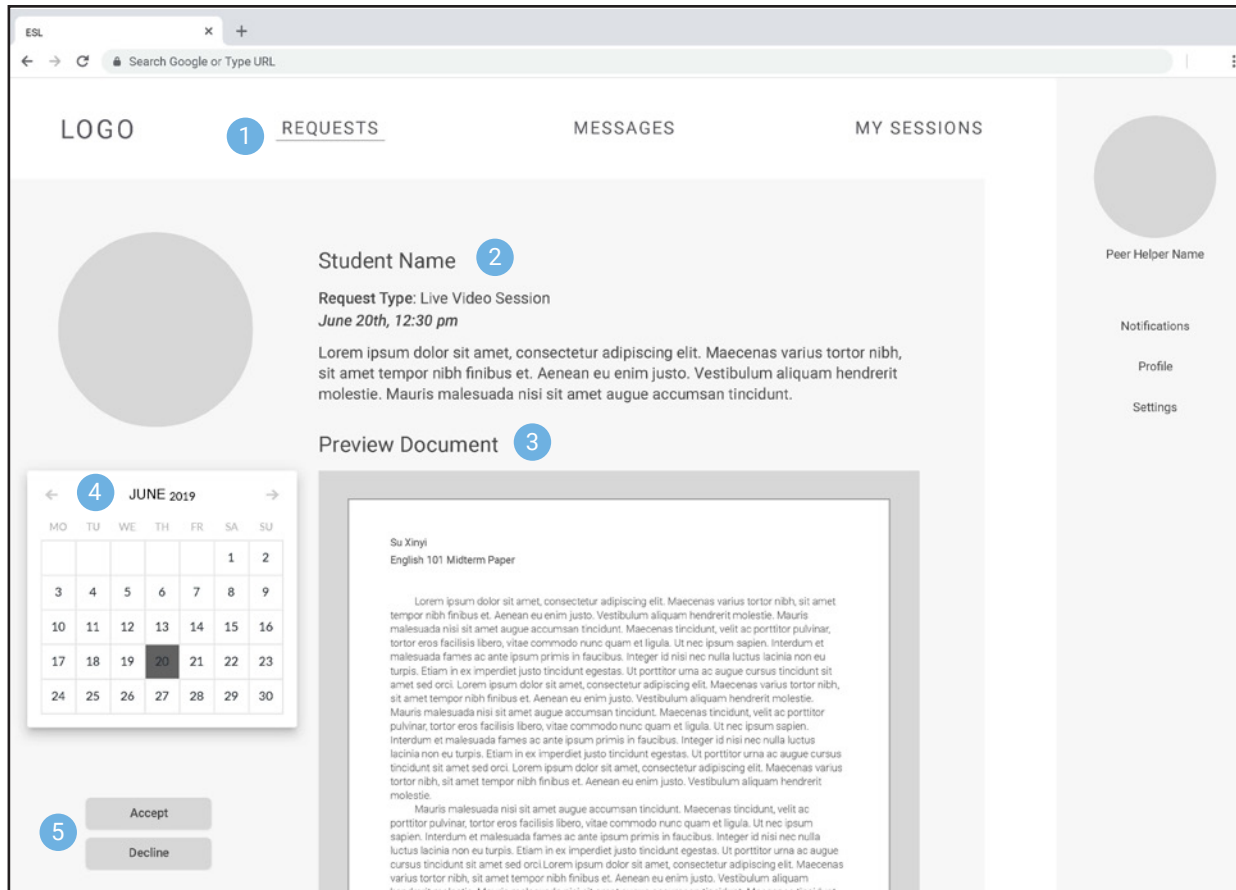 ESL
Search Google or Type URL
LOGO
1
REQUESTS
MESSAGES
MY SESSIONS
Peer Helper Name
Notifications
Profile
Settings
Student Name 2
Request Type: Live Video Session
June 20th, 12:30 pm
Lorem ipsum dolor sit amet, consectetur adipiscing elit. Maecenas varius tortor nibh,
sit amet tempor nibh finibus et. Aenean eu enim justo. Vestibulum aliquam hendrerit
molestie. Mauris malesuada nisi sit amet augue accumsan tincidunt.
Preview Document 3
4 JUNE 2019
MO TU WE TH FR SA SU
1 2
3 4 5 6 7 8 9
10 11 12 13 14 15 16
17 18 19 20 21 22 23
24 25 26 27 28 29 30
5
Accept
Decline
Su Xinyi
English 101 Midterm Paper
Lorem ipsum dolor sit amet, consectetur adipiscing elit. Maecenas varius tortor nibh, sit amet
tempor nibh finibus et. Aenean eu enim justo. Vestibulum aliquam hendrerit molestie. Mauris
malesuada nisi sit amet augue accumsan tincidunt. Maecenas tincidunt, velit ac porttitor pulvinar,
tortor eros facilisis libero, vitae commodo nunc quam et ligula. Ut nec ipsum sapien. Interdum et
malesuada fames ac ante ipsum primis in faucibus. Integer id nisi nec nulla luctus lacinia non eu
turpis. Etiam in ex imperdiet justo tincidunt egestas. Ut porttitor urna ac augue cursus tincidunt sit
amet sed orci. Lorem ipsum dolor sit amet, consectetur adipiscing elit. Maecenas varius tortor nibh,
sit amet tempor nibh finibus et. Aenean eu enim justo. Vestibulum aliquam hendrerit molestie.
Mauris malesuada nisi sit amet augue accumsan tincidunt. Maecenas tincidunt, velit ac porttitor
pulvinar, tortor eros facilisis libero, vitae commodo nunc quam et ligula. Ut nec ipsum sapien.
Interdum et malesuada fames ac ante ipsum primis in faucibus. Integer id nisi nec nulla luctus
lacinia non eu turpis. Etiam in ex imperdiet justo tincidunt egestas. Ut porttitor urna ac augue cursus
tincidunt sit amet sed orci. Lorem ipsum dolor sit amet, consectetur adipiscing elit. Maecenas varius
tortor nibh, sit amet tempor nibh finibus et. Aenean eu enim justo. Vestibulum aliquam hendrerit
molestie.
Mauris malesuada nisi sit amet augue accumsan tincidunt. Maecenas tincidunt, velit ac
porttitor pulvinar, tortor eros facilisis libero, vitae commodo nunc quam et ligula. Ut nec ipsum
sapien. Interdum et malesuada fames ac ante ipsum primis in faucibus. Integer id nisi nec nulla
luctus lacinia non eu turpis. Etiam in ex imperdiet justo tincidunt egestas. Ut porttitor urna ac augue
cursus tincidunt sit amet sed orci.Lorem ipsum dolor sit amet, consectetur adipiscing elit. Maecenas
varius tortor nibh, sit amet tempor nibh finibus et. Aenean eu enim justo. Vestibulum aliquam